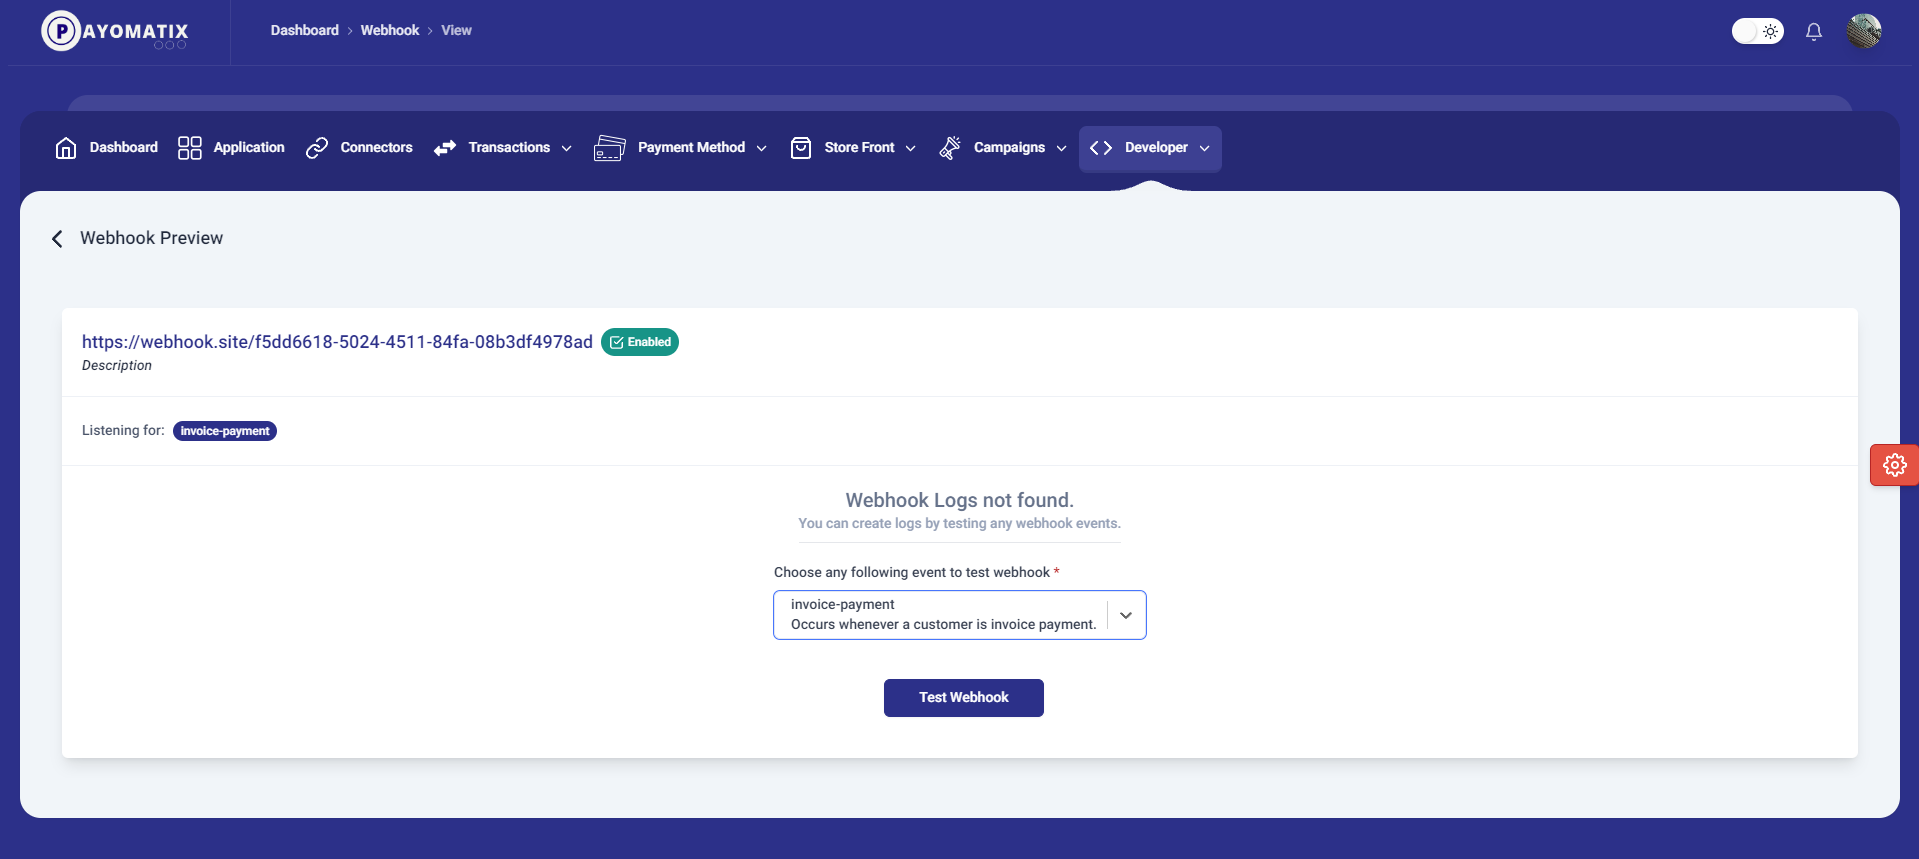 PAYOMATIX
Dashboard > Webhook > View
Dashboard Application Connectors Transactions Payment Method Store Front Campaigns <> Developer
Webhook Preview
https://webhook.site/f5dd6618-5024-4511-84fa-08b3df4978ad Enabled
Description
Listening for: invoice-payment
Webhook Logs not found.
You can create logs by testing any webhook events.
Choose any following event to test webhook *
invoice-payment
Occurs whenever a customer is invoice payment.
Test Webhook